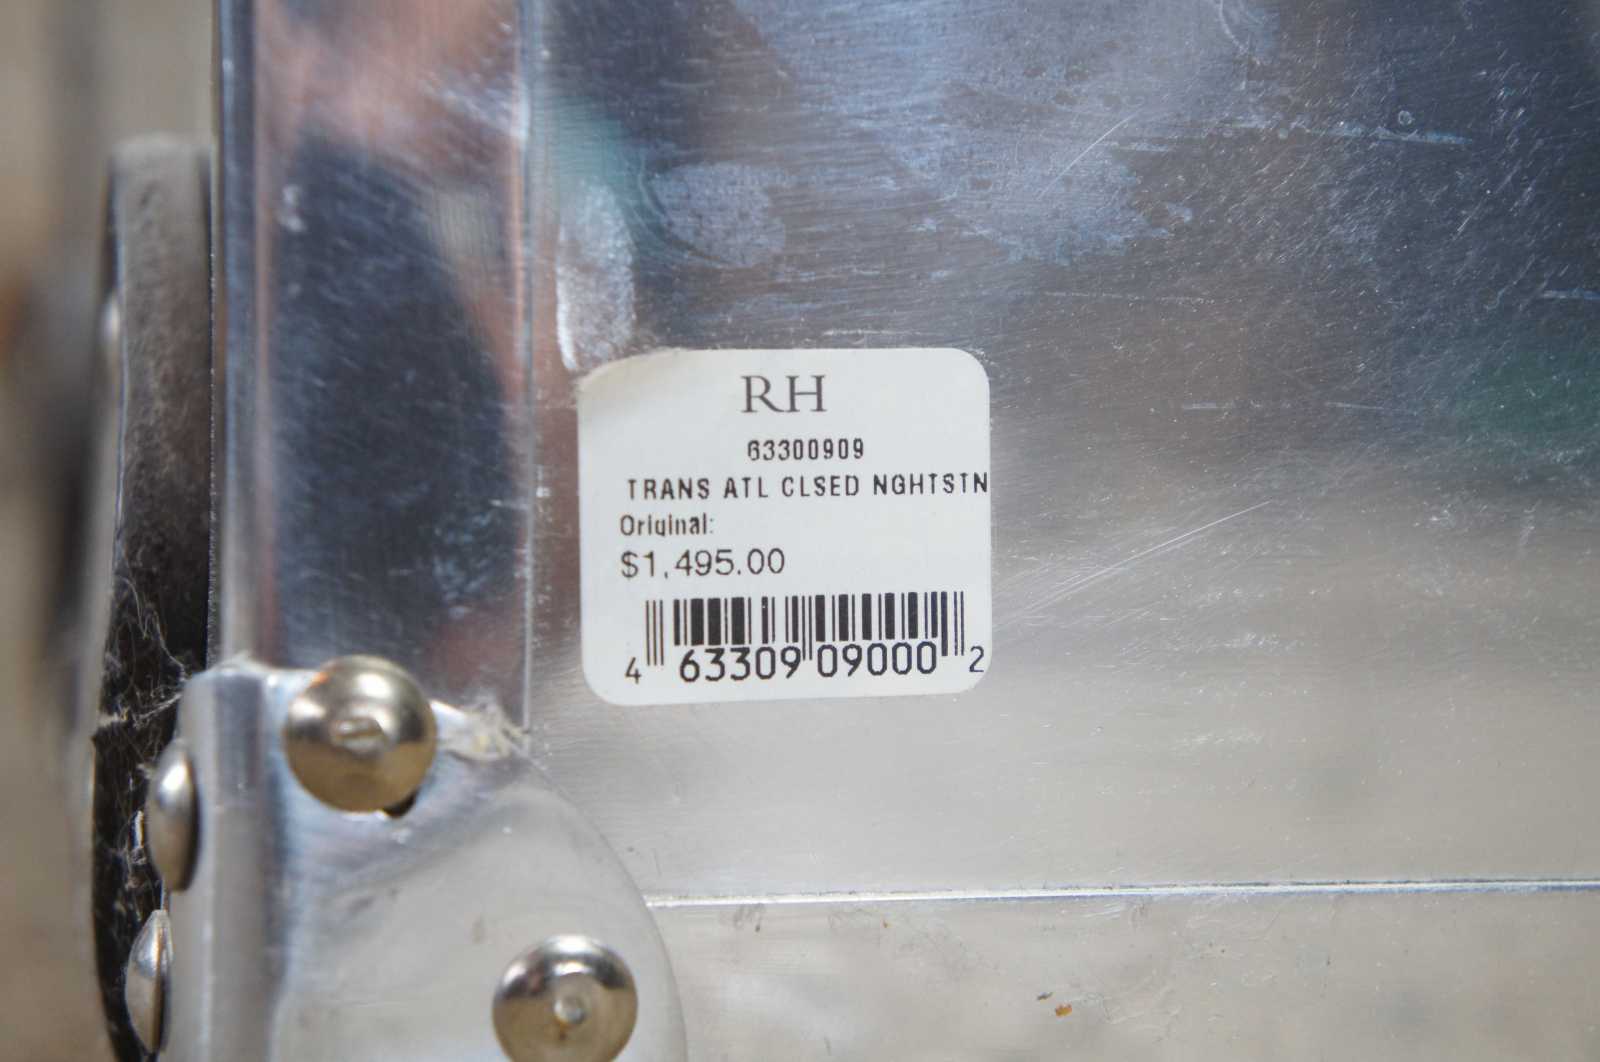 RH
63300909
TRANS ATL CLSED NGHTSTN
Original:
$1,495.00
4 63309 09000 2